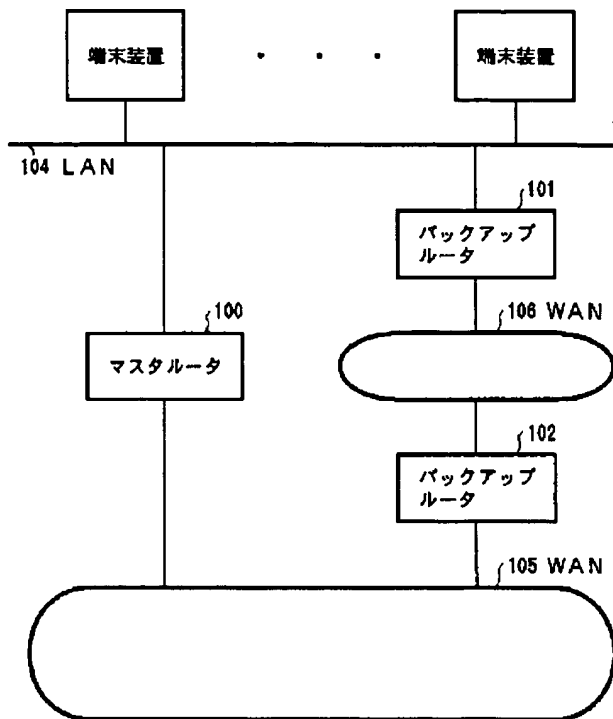 端末装置
・ ・ ・
端末装置
104 LAN
101
バックアップ
ルータ
100
マスタルータ
106 WAN
102
バックアップ
ルータ
105 WAN